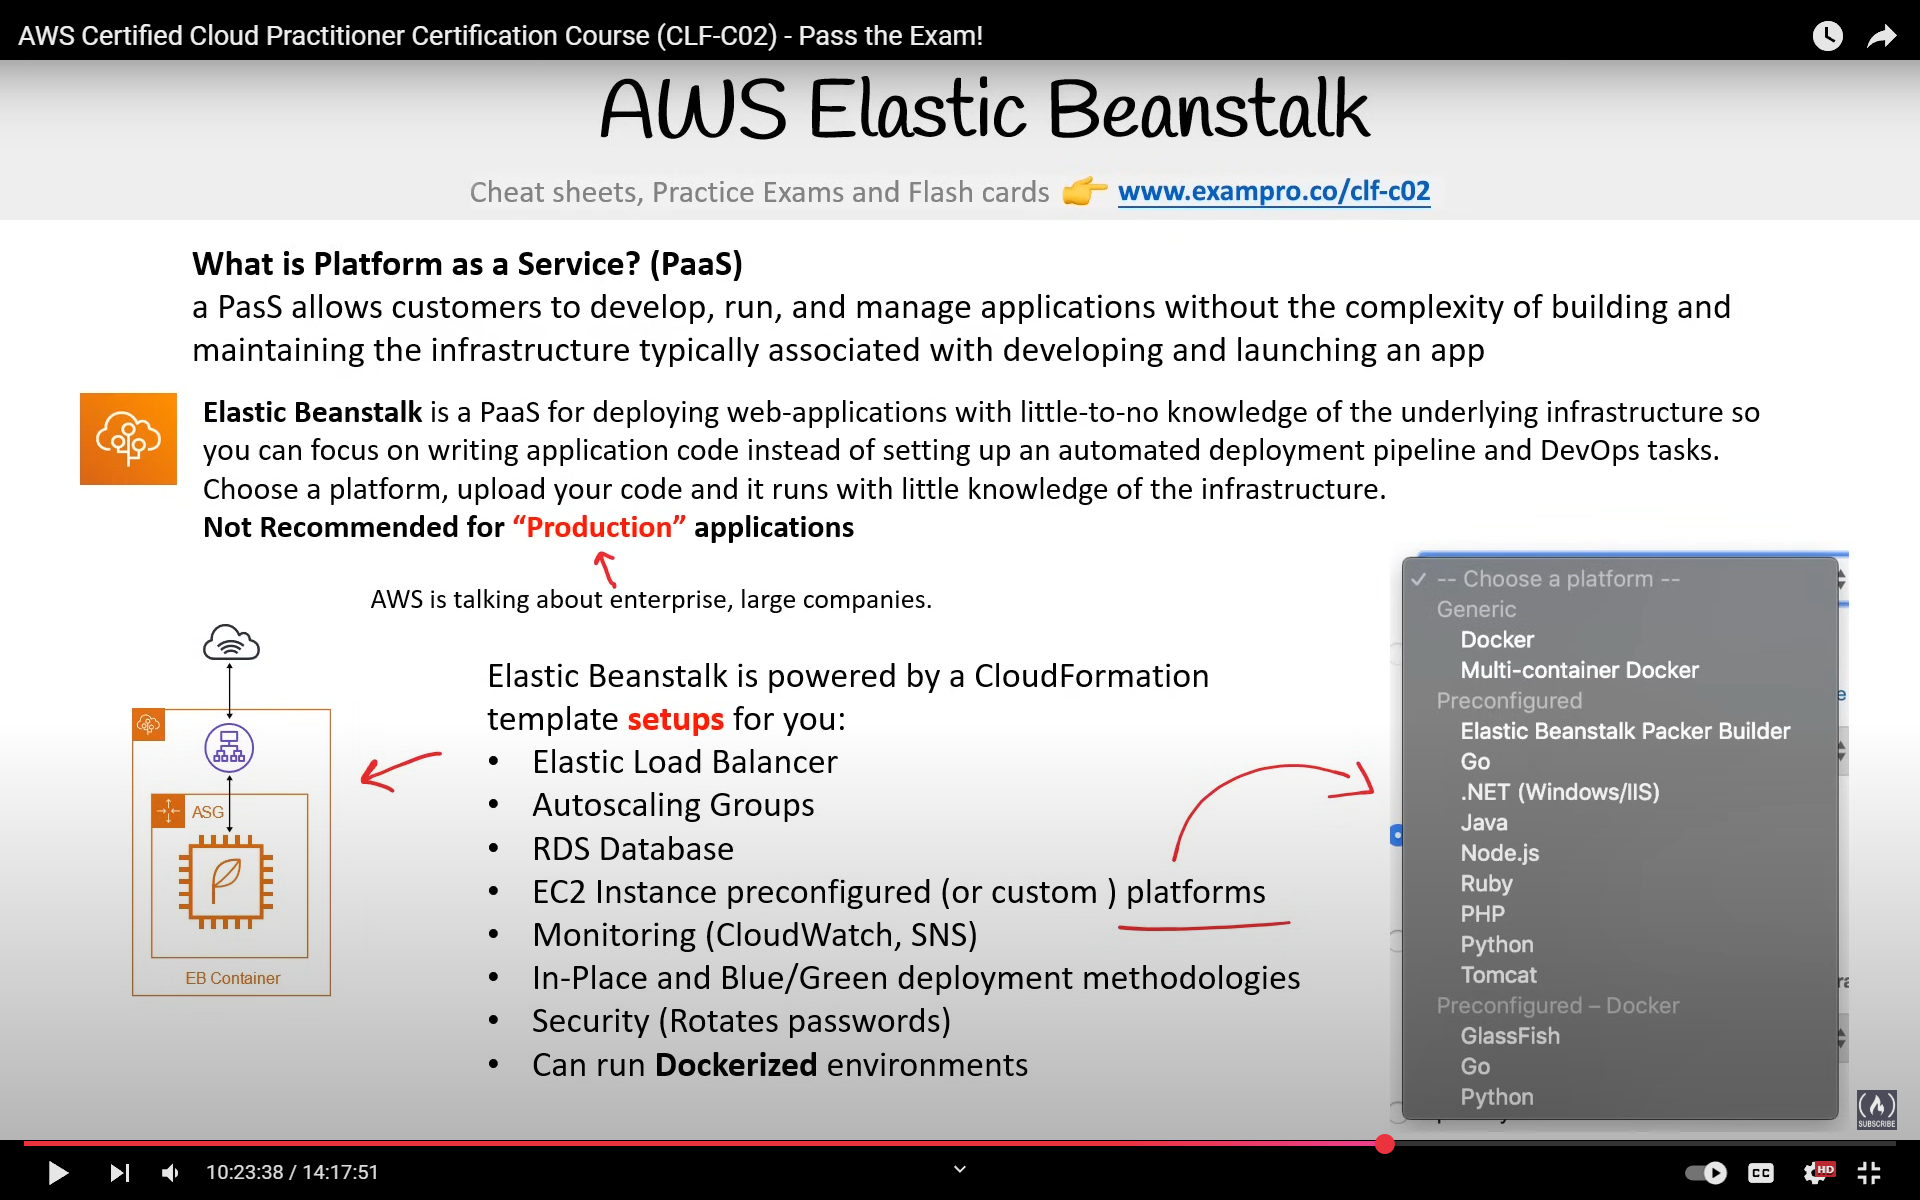 AWS Certified Cloud Practitioner Certification Course (CLF-C02) - Pass the Exam!
AWS Elastic Beanstalk
Cheat sheets, Practice Exams and Flash cards 👉 www.exampro.co/clf-c02
What is Platform as a Service? (PaaS)
a PasS allows customers to develop, run, and manage applications without the complexity of building and
maintaining the infrastructure typically associated with developing and launching an app
Elastic Beanstalk is a PaaS for deploying web-applications with little-to-no knowledge of the underlying infrastructure so
you can focus on writing application code instead of setting up an automated deployment pipeline and DevOps tasks.
Choose a platform, upload your code and it runs with little knowledge of the infrastructure.
Not Recommended for “Production” applications
AWS is talking about enterprise, large companies.
ASG
EB Container
Elastic Beanstalk is powered by a CloudFormation
template setups for you:
• Elastic Load Balancer
• Autoscaling Groups
• RDS Database
• EC2 Instance preconfigured (or custom ) platforms
• Monitoring (CloudWatch, SNS)
• In-Place and Blue/Green deployment methodologies
• Security (Rotates passwords)
• Can run Dockerized environments
✓ -- Choose a platform --
Generic
Docker
Multi-container Docker
Preconfigured
Elastic Beanstalk Packer Builder
Go
.NET (Windows/IIS)
Java
Node.js
Ruby
PHP
Python
Tomcat
Preconfigured – Docker
GlassFish
Go
Python
SUBSCRIBE
10:23:38 / 14:17:51
CC
HD